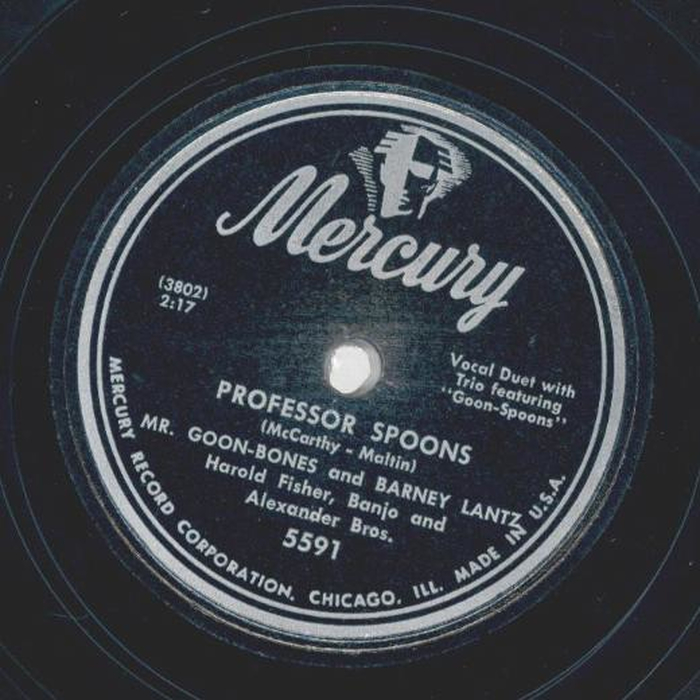 Mercury
(3802)
2:17
Vocal Duet with
Trio featuring
"Goon-Spoons"
PROFESSOR SPOONS
(McCarthy - Maltin)
MR. GOON-BONES and BARNEY LANTZ
Harold Fisher, Banjo and
Alexander Bros.
5591
MERCURY RECORD CORPORATION, CHICAGO, ILL. MADE IN U.S.A.